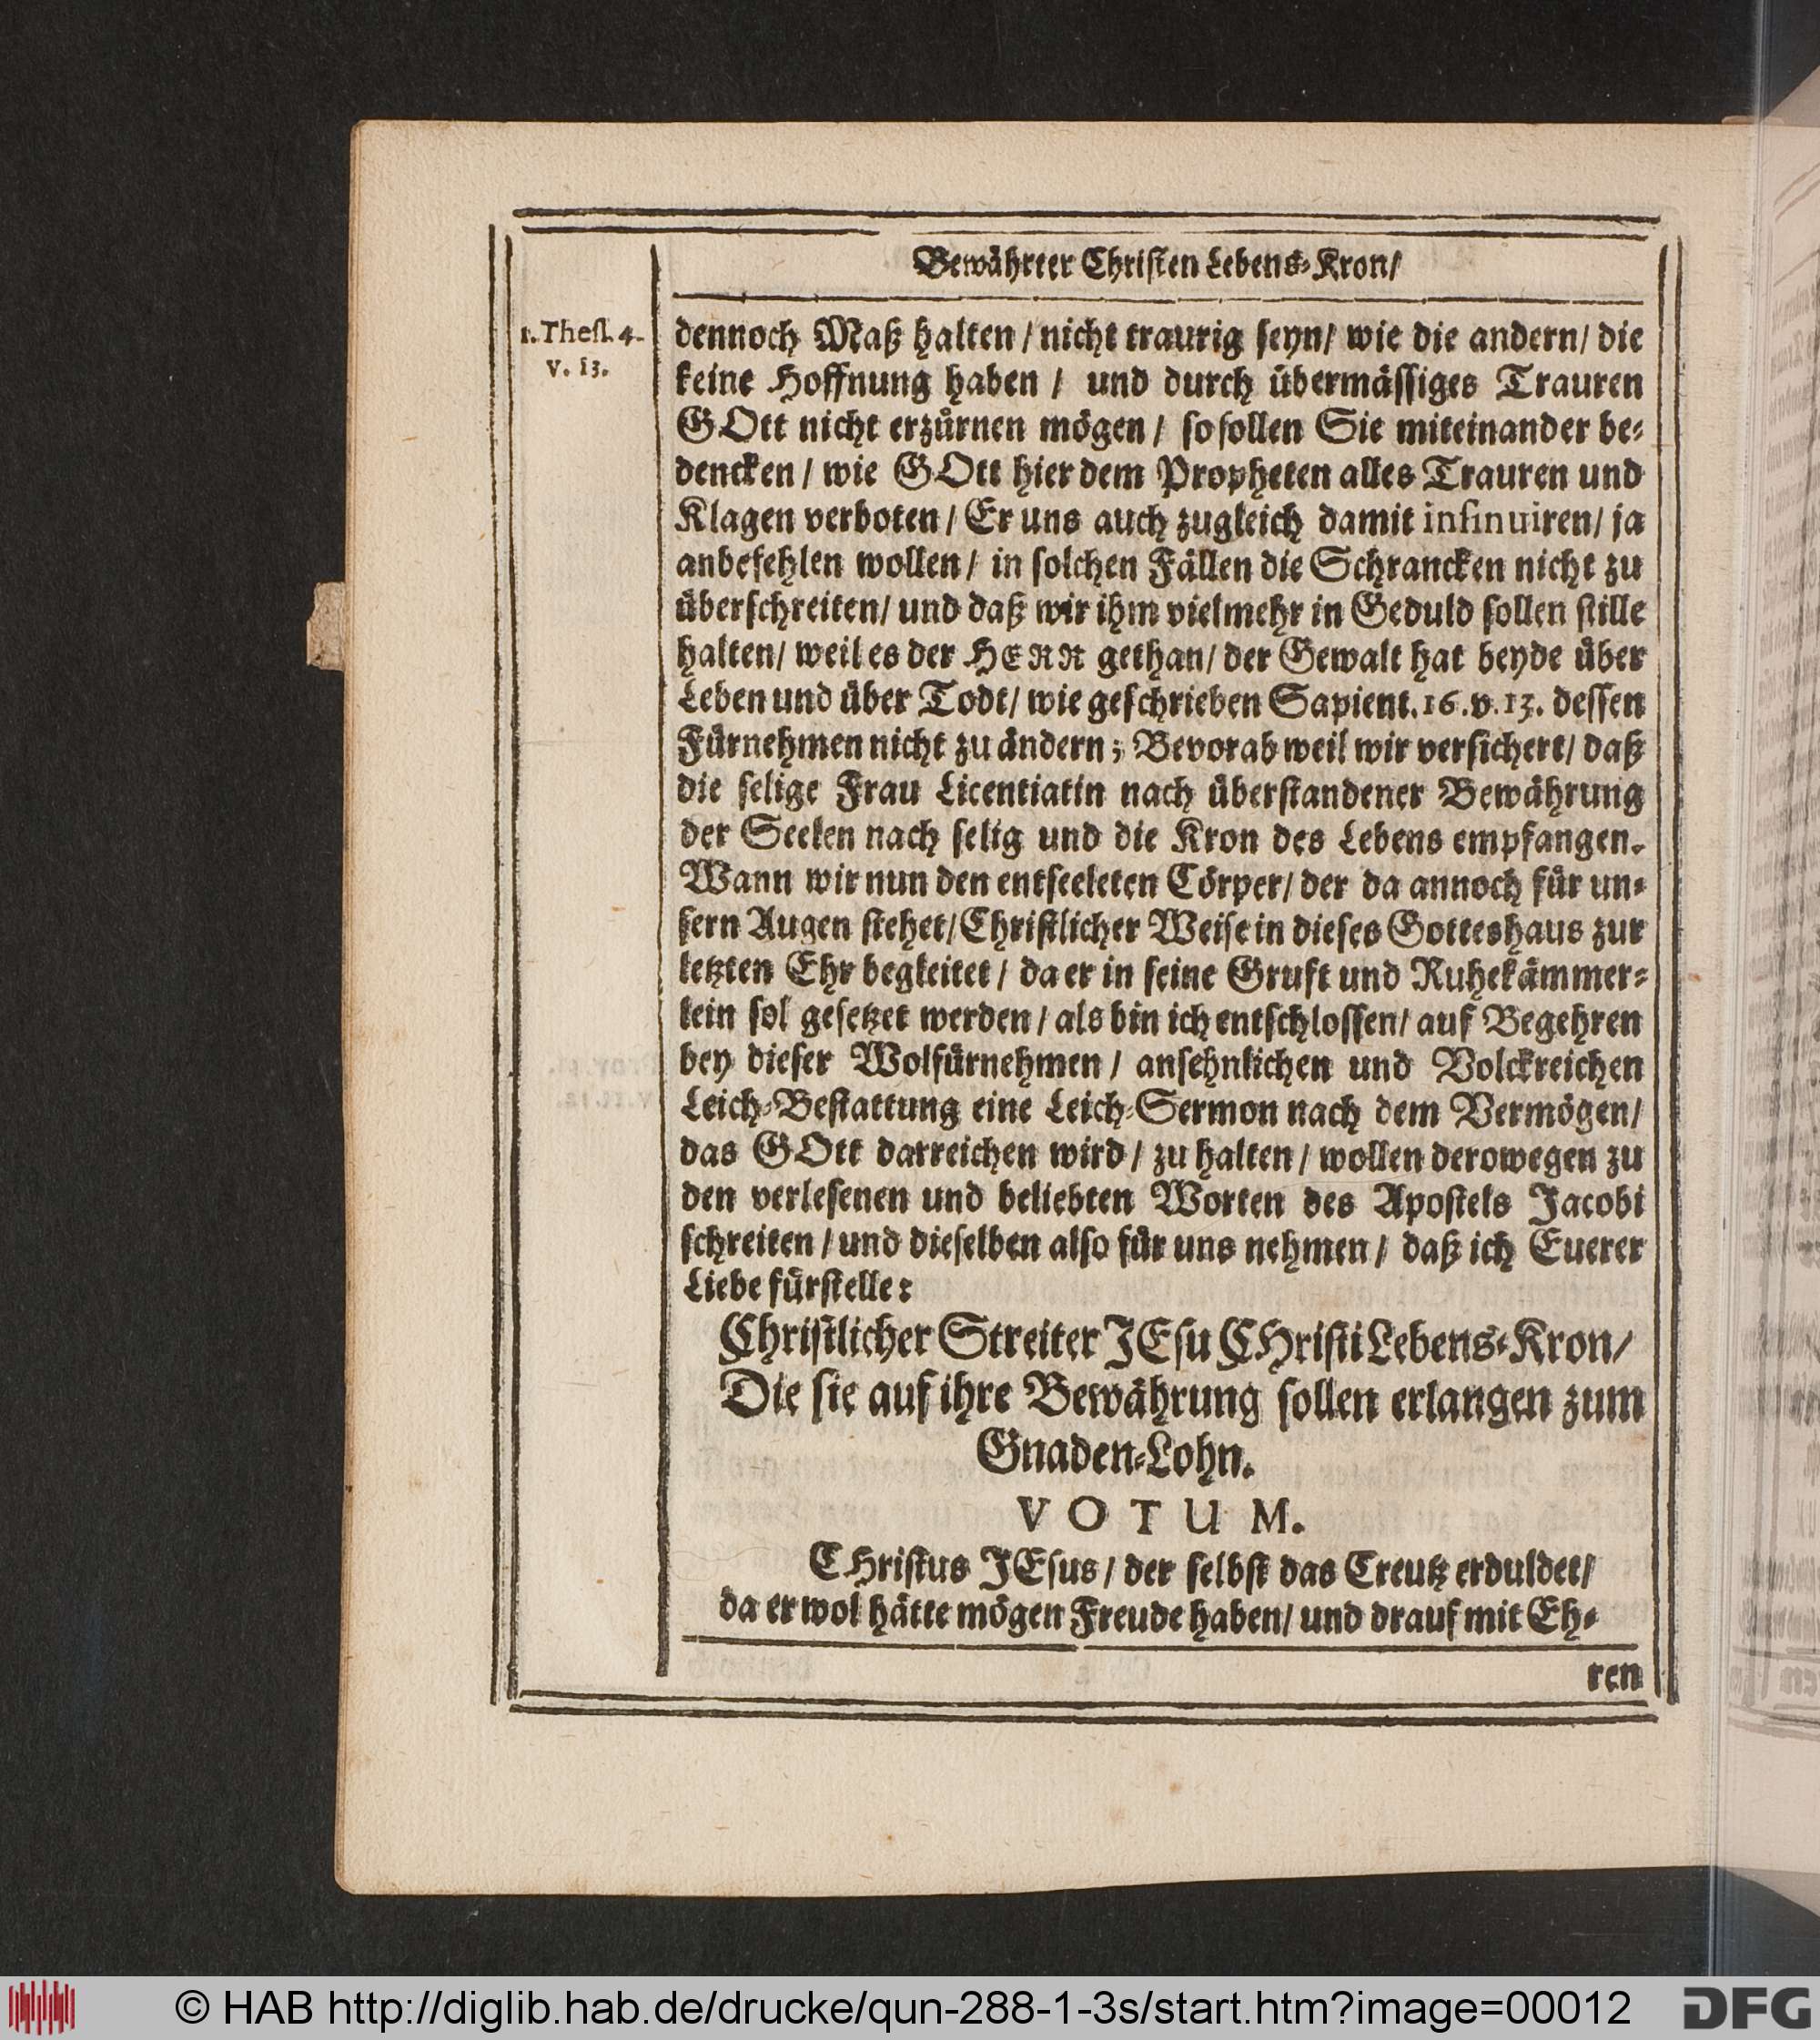 Bewährter Christen Lebens-Kron/
1. Thess. 4.
v. 13.
dennoch Maß halten / nicht traurig seyn / wie die andern / die
keine Hoffnung haben / und durch übermässiges Trauren
GOtt nicht erzürnen mögen / so sollen Sie miteinander be-
dencken / wie GOtt hier dem Propheten alles Trauren und
Klagen verboten / Er uns auch zugleich damit insinuiren / ja
anbefehlen wollen / in solchen Fällen die Schrancken nicht zu
überschreiten / und daß wir ihm vielmehr in Geduld sollen stille
halten / weil es der HERR gethan / der Gewalt hat beyde über
Leben und über Todt / wie geschrieben Sapient. 16. v. 13. dessen
Fürnehmen nicht zu ändern; Bevorab weil wir versichert / daß
die selige Frau Licentiatin nach überstandener Bewährung
der Seelen nach selig und die Kron des Lebens empfangen.
Wann wir nun den entseeleten Cörper / der da annoch für un-
sern Augen stehet / Christlicher Weise in dieses Gotteshaus zur
letzten Ehr begleitet / da er in seine Gruft und Ruhekämmer-
lein sol gesetzet werden / als bin ich entschlossen / auf Begehren
bey dieser Wolfürnehmen / ansehnlichen und Volckreichen
Leich-Bestattung eine Leich-Sermon nach dem Vermögen /
das GOtt darreichen wird / zu halten / wollen derowegen zu
den verlesenen und beliebten Worten des Apostels Jacobi
schreiten / und dieselben also für uns nehmen / daß ich Euerer
Liebe fürstelle:
Christlicher Streiter JEsu CHristi Lebens-Kron /
Die sie auf ihre Bewährung sollen erlangen zum
Gnaden-Lohn.
VOTUM.
CHristus JEsus / der selbst das Creutz erduldet /
da er wol hätte mögen Freude haben / und drauf mit Eh-
ren
© HAB http://diglib.hab.de/drucke/qun-288-1-3s/start.htm?image=00012
DFG